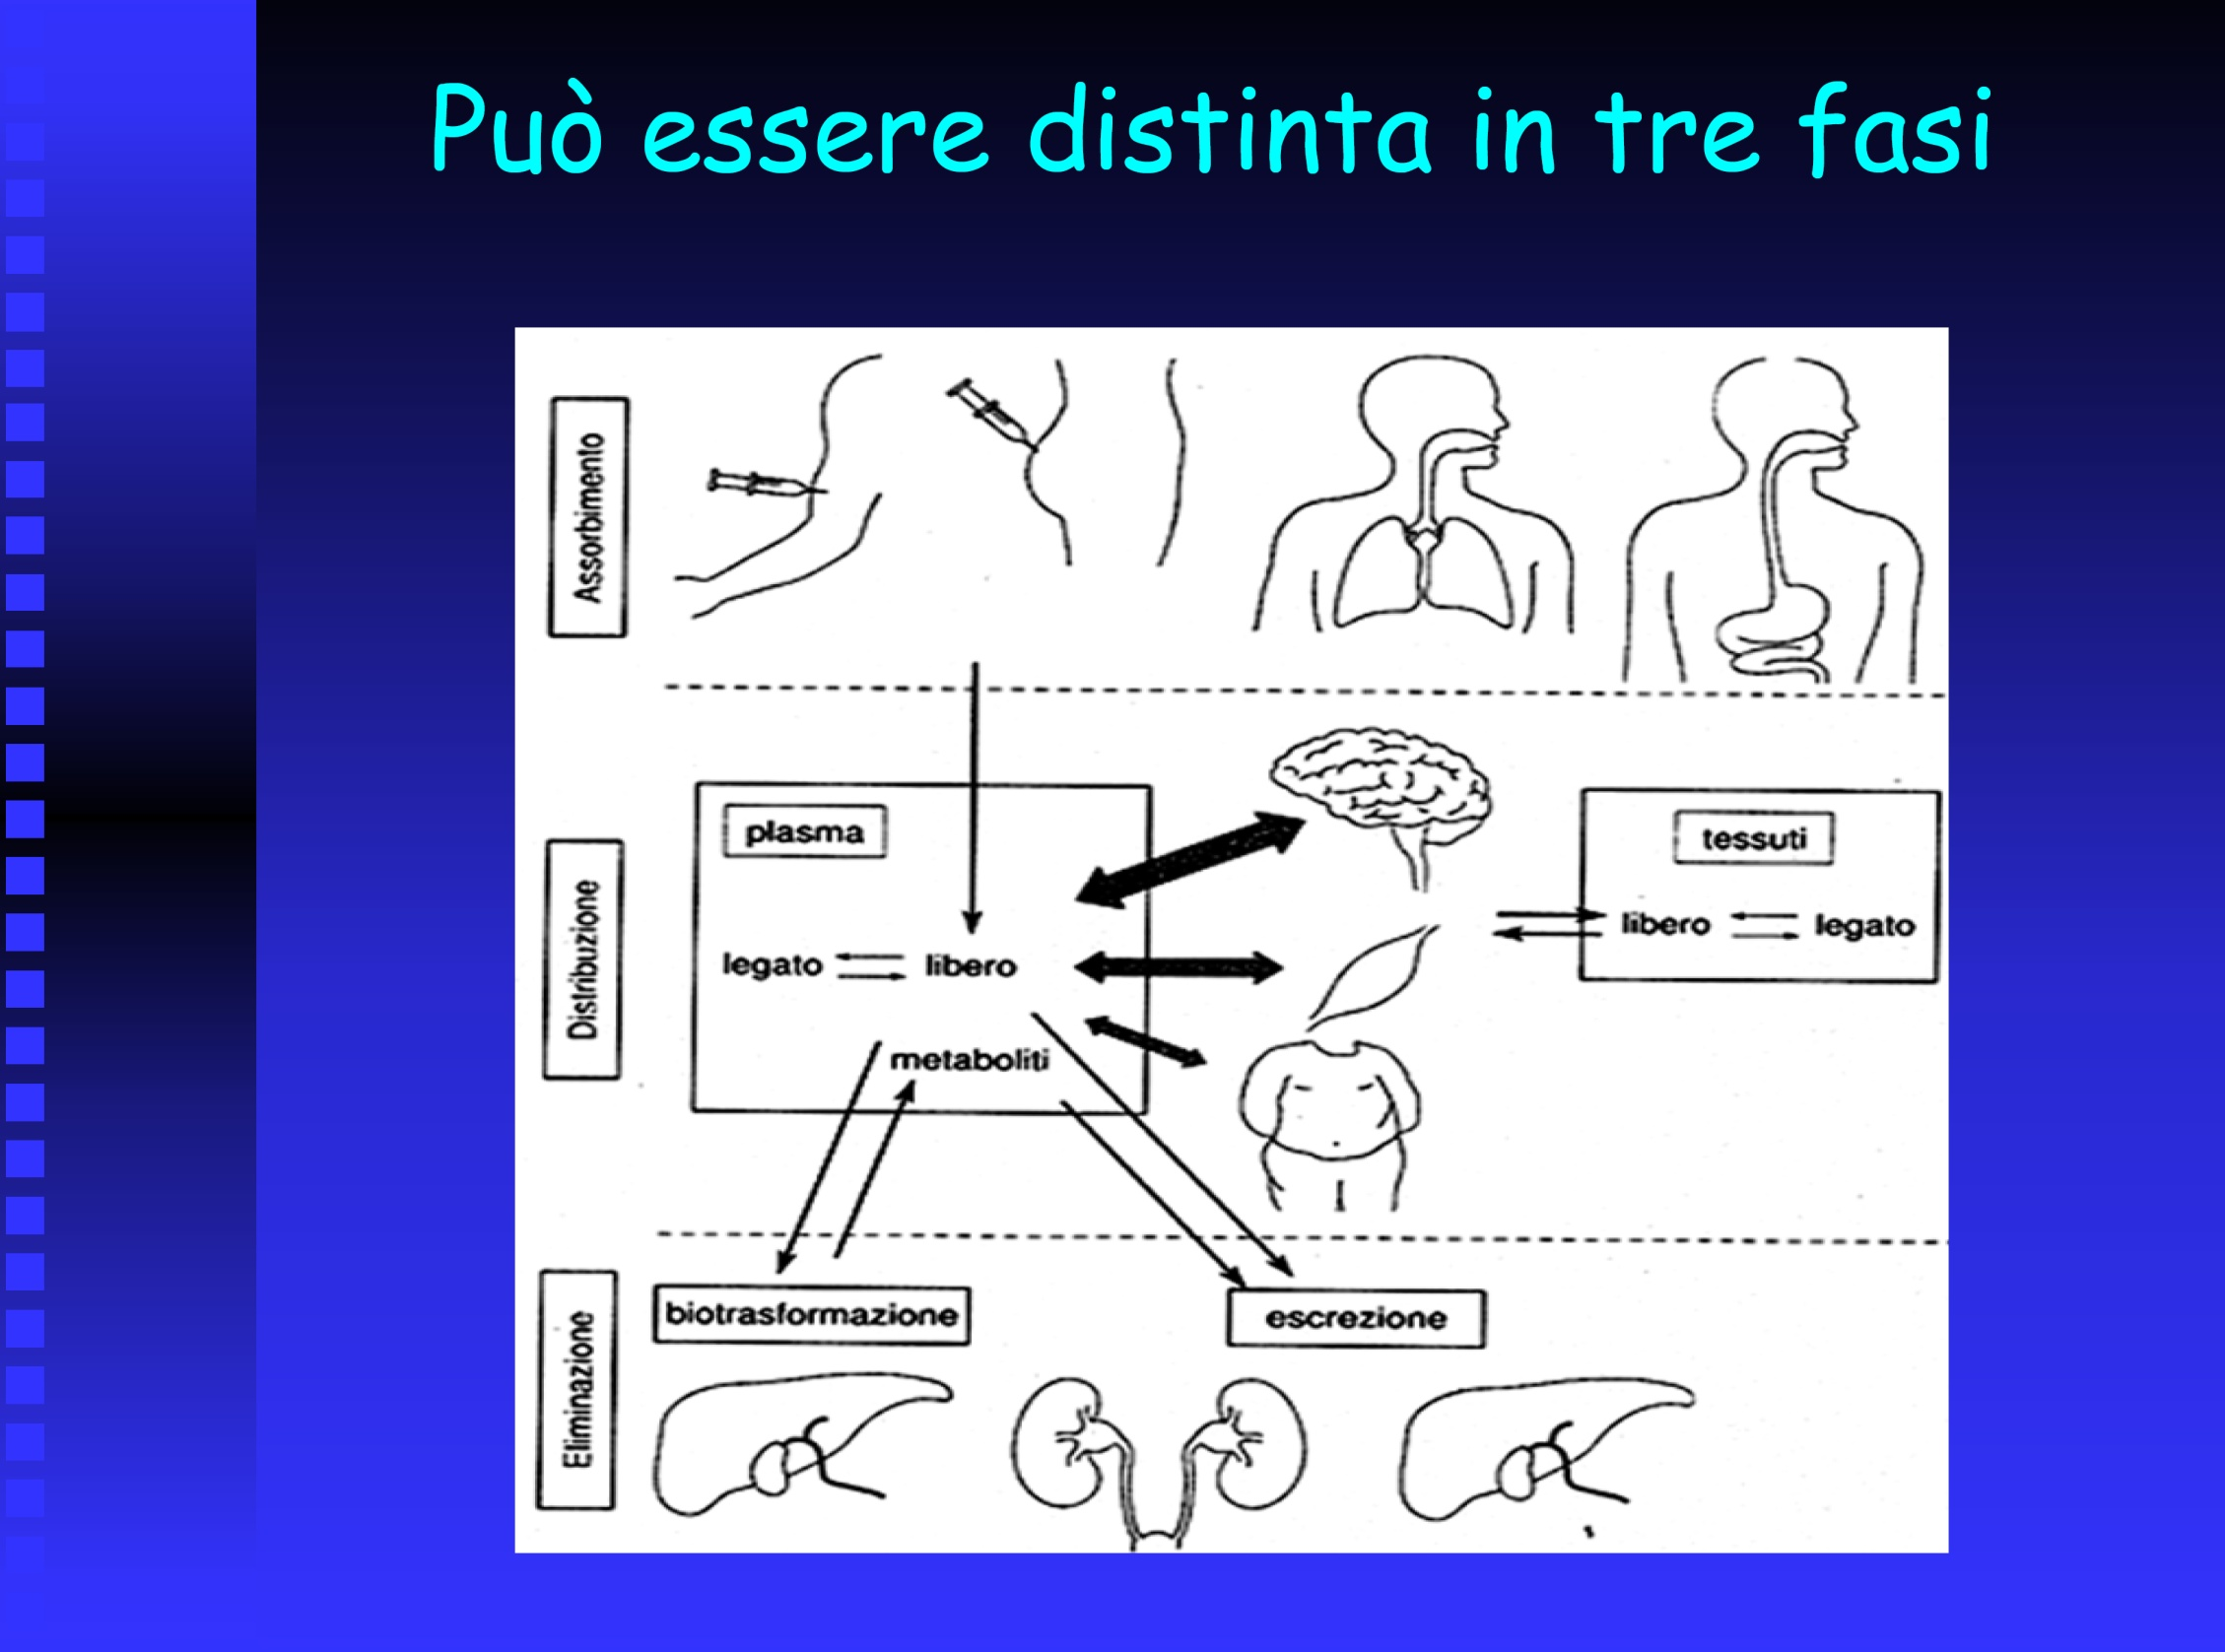 Può essere distinta in tre fasi
Assorbimento
Distribuzione
plasma
legato
libero
metaboliti
tessuti
libero
legato
Eliminazione
biotrasformazione
escrezione